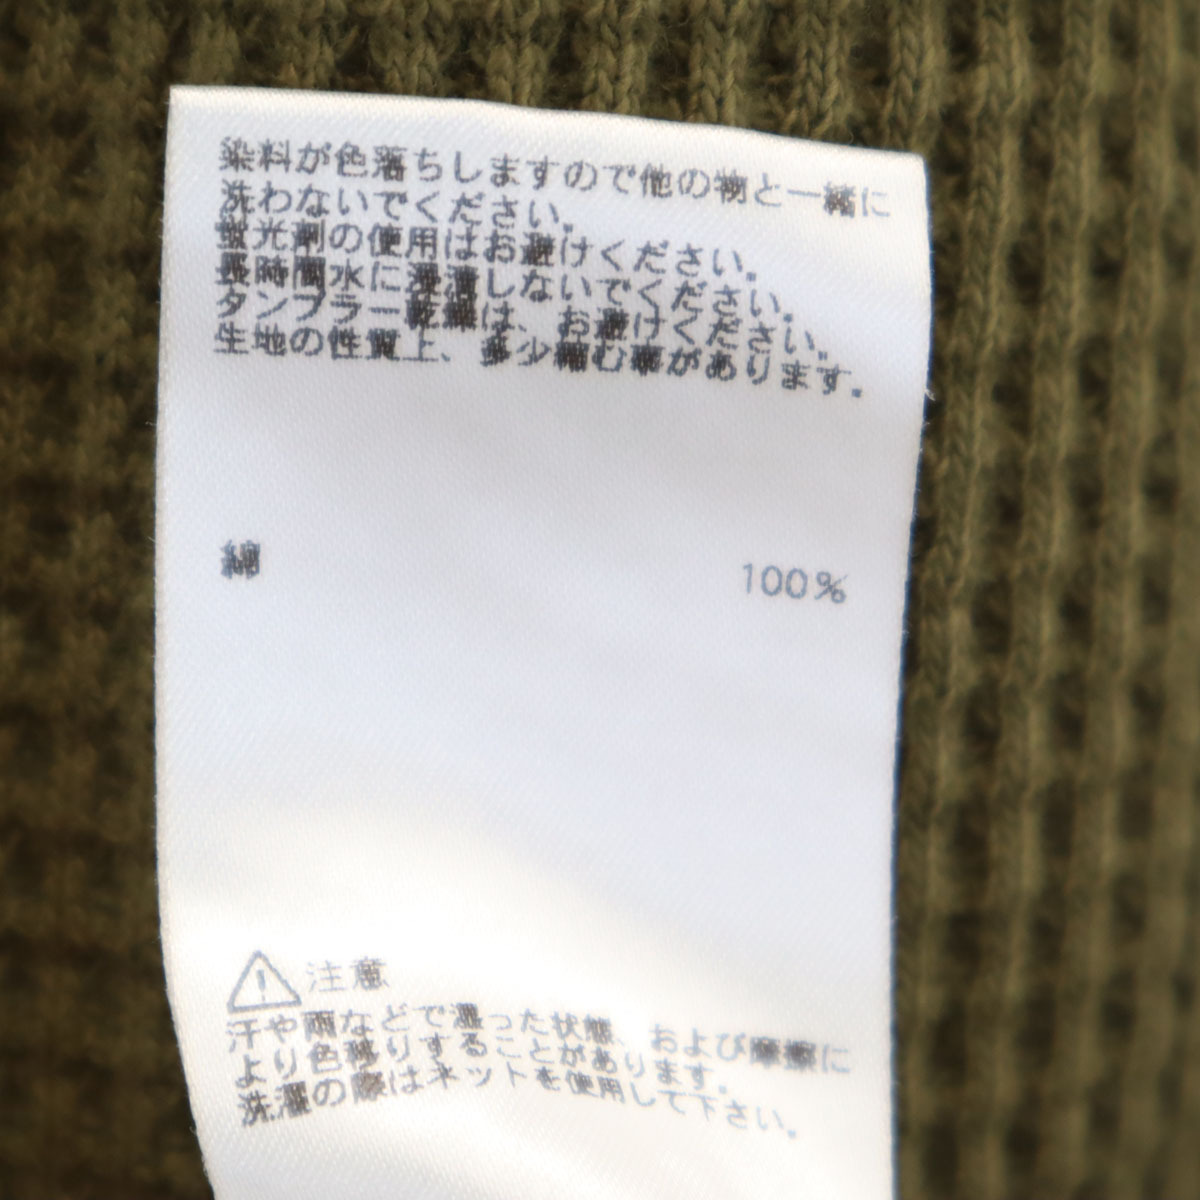 染料が色落ちしますので他の物と一緒に
洗わないでください。
蛍光剤の使用はお避けください。
長時間水に浸漬しないでください。
タンブラー乾燥は、お避けください。
生地の性質上、多少縮む事があります。
綿 100%
注意
汗や雨などで湿った状態、および摩擦に
より色移りすることがあります。
洗濯の際はネットを使用して下さい。